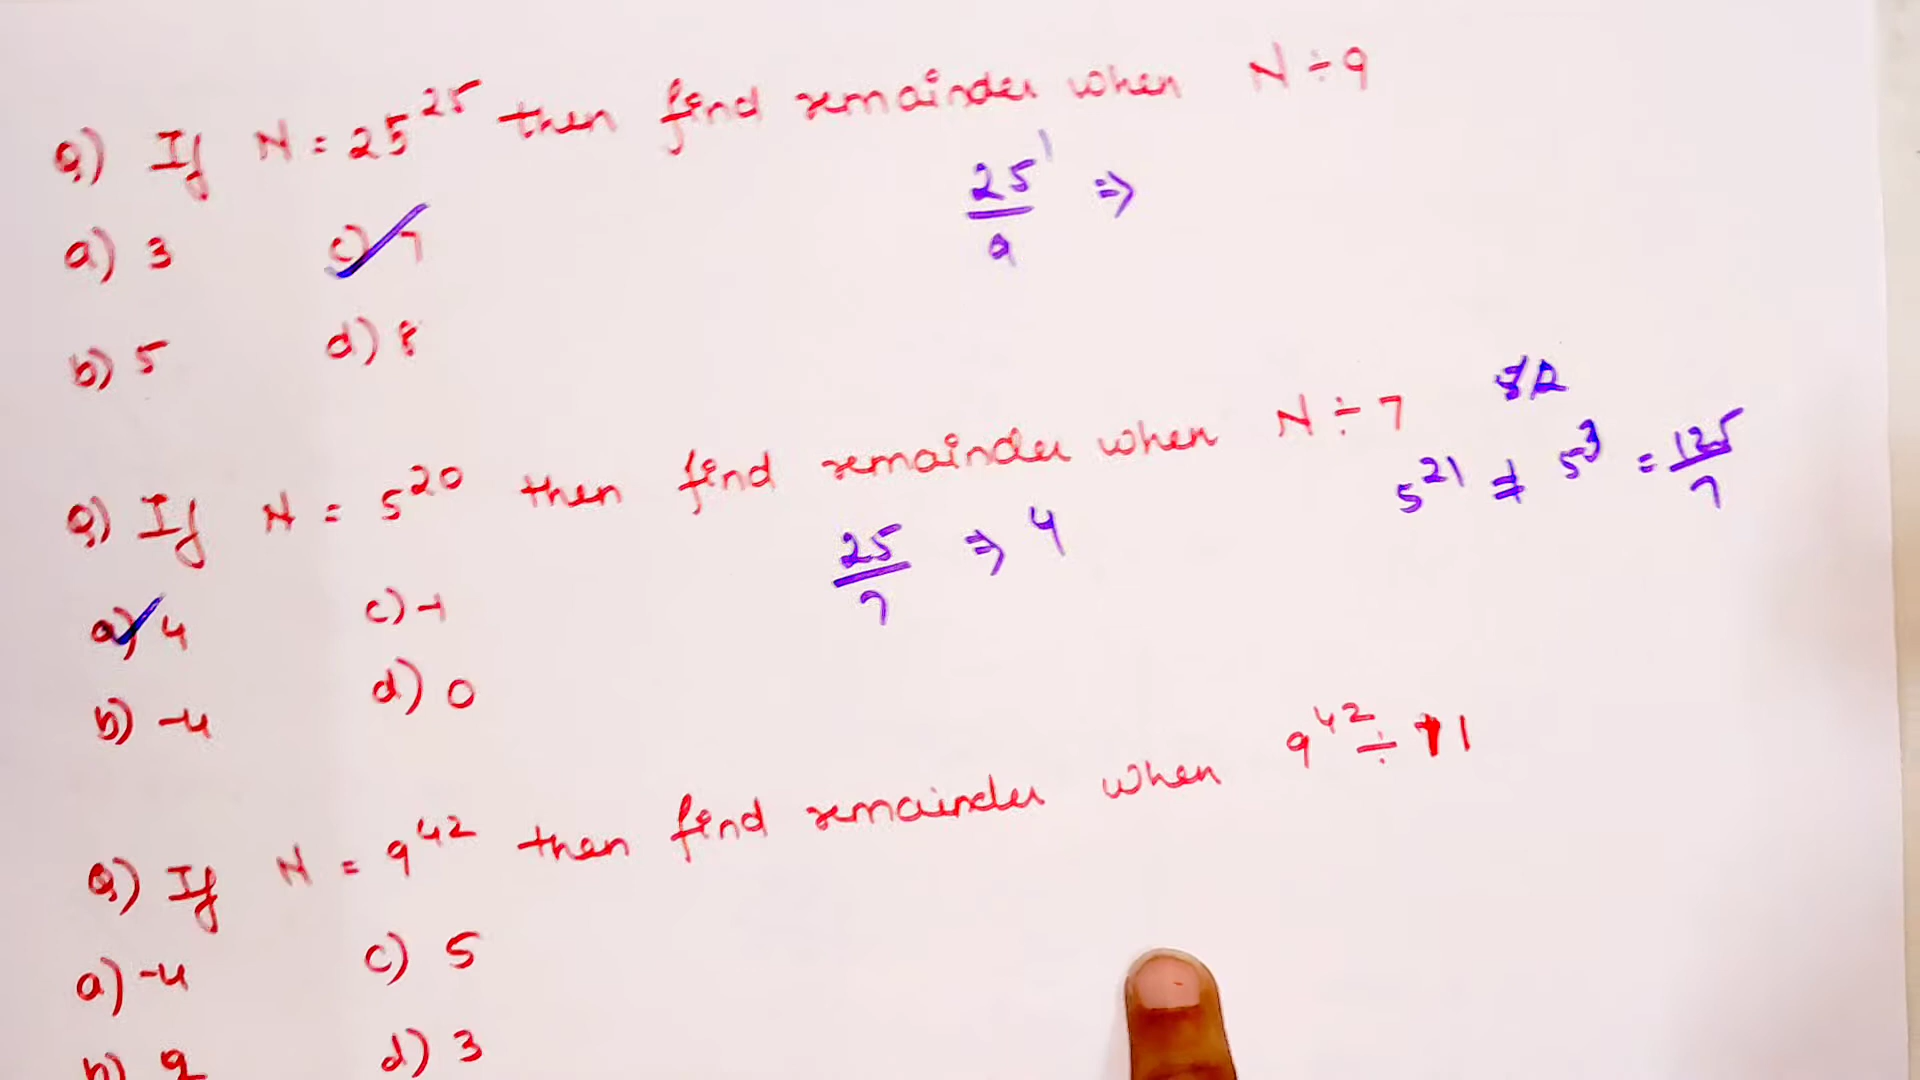 Q) If N = 25^25 then find remainder when N ÷ 9
25^1 ⇒
9
a) 3 c) 7
b) 5 d) 8
Q) If N = 5^20 then find remainder when N ÷ 7
5^21 5^3 = 125
7
25 ⇒ 4
7
a) 4 c) -1
b) -4 d) 0
Q) If N = 9^42 then find remainder when 9^42 ÷ 11
a) -4 c) 5
b) 9 d) 3